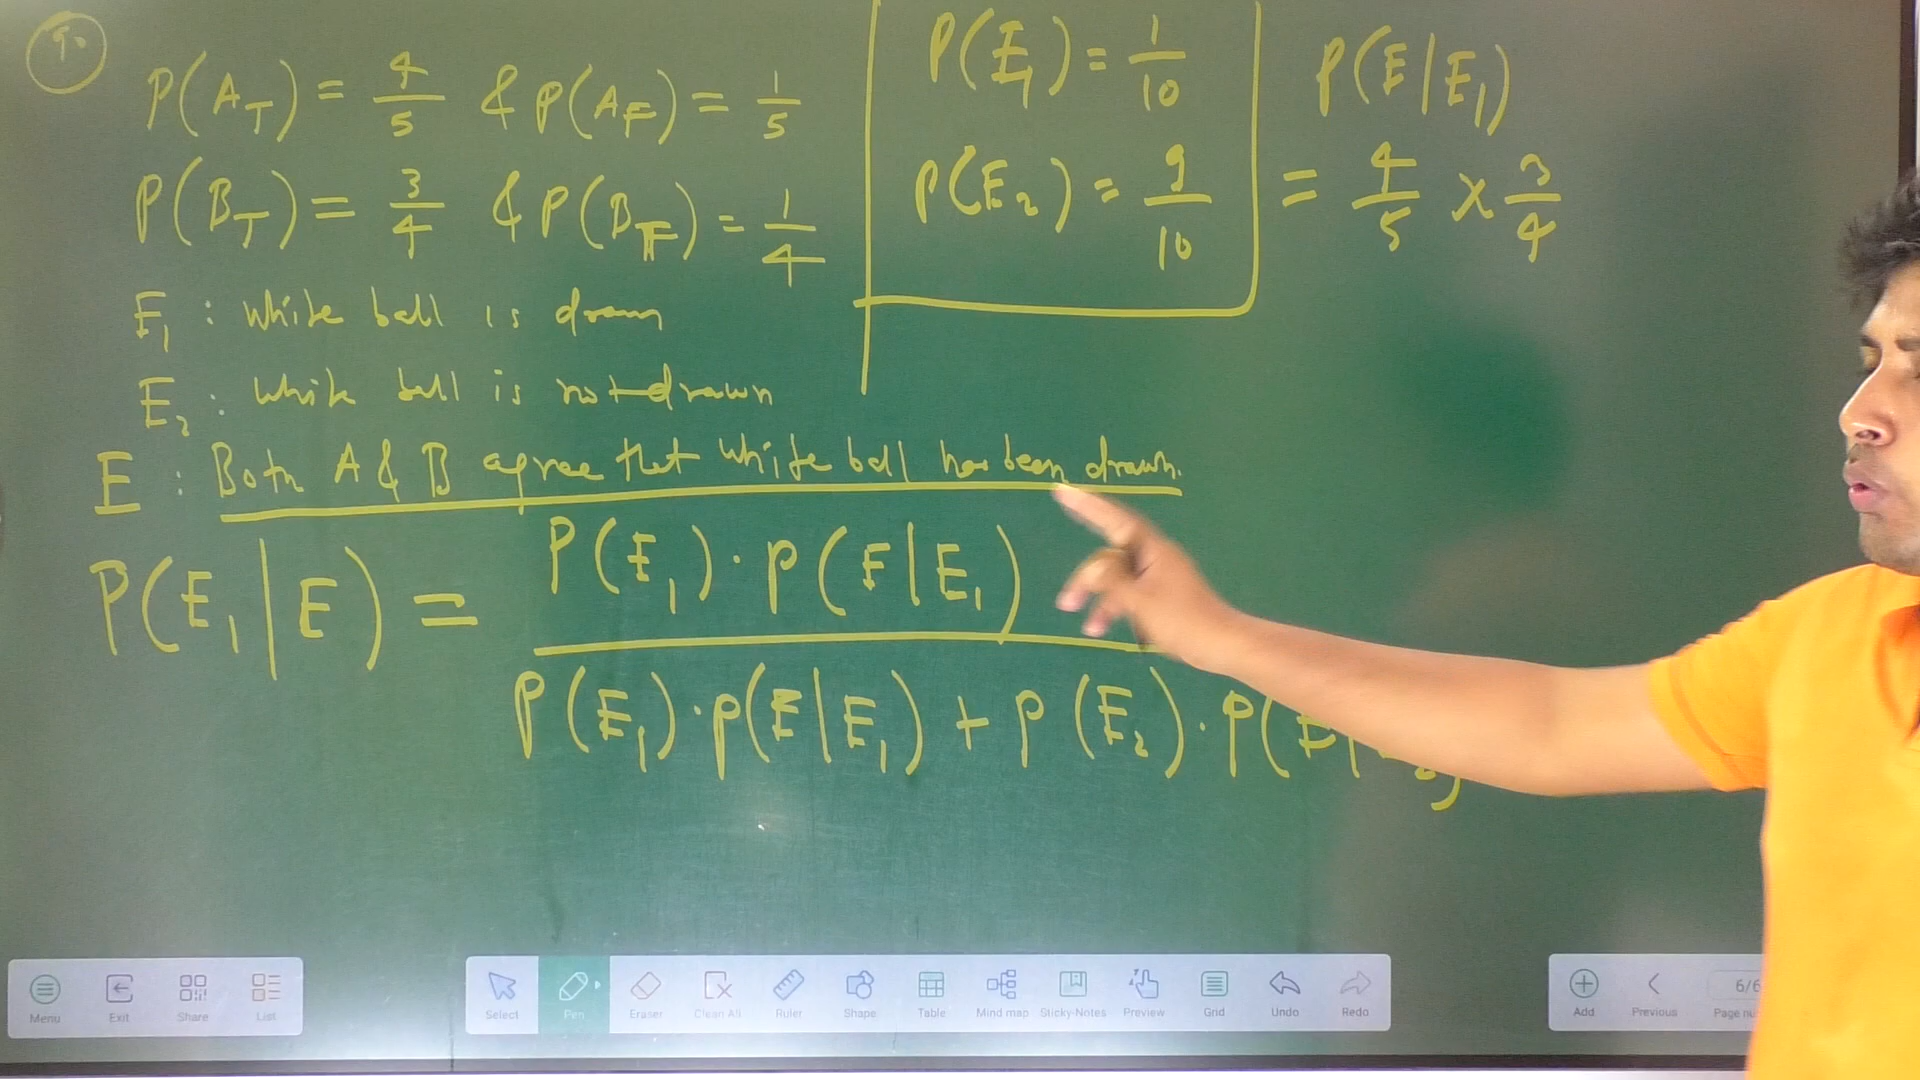 9.
P(A_T) = 4/5 & P(A_F) = 1/5
P(B_T) = 3/4 & P(B_F) = 1/4
E₁ : White ball is drawn
E₂ : White ball is not drawn
E : Both A & B agree that white ball has been drawn.
P(E₁) = 1/10
P(E₂) = 9/10
P(E|E₁)
= 4/5 × 3/4
P(E₁|E) = P(E₁)·P(E|E₁)
P(E₁)·P(E|E₁) + P(E₂)·P(E|
Menu Exit Share List
Select Pen Eraser Clean All Ruler Shape Table Mind map Sticky-Notes Preview Grid Undo Redo
Add Previous 6/6
Page nu